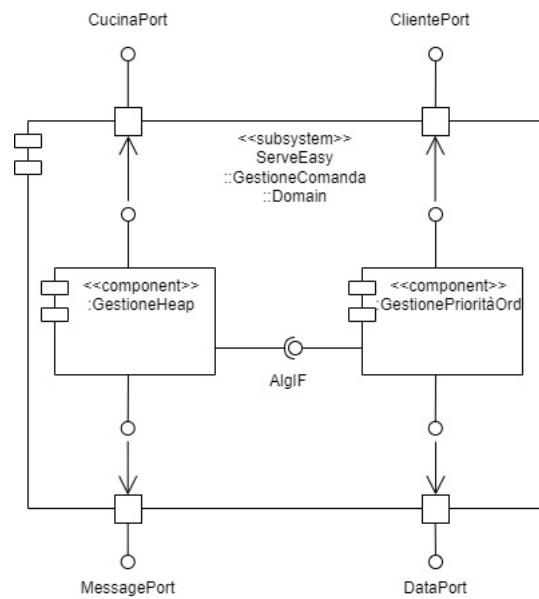 CucinaPort
ClientePort
<<subsystem>>
ServeEasy
::GestioneComanda
::Domain
<<component>>
:GestioneHeap
<<component>>
:GestionePrioritàOrd
AlgIF
MessagePort
DataPort